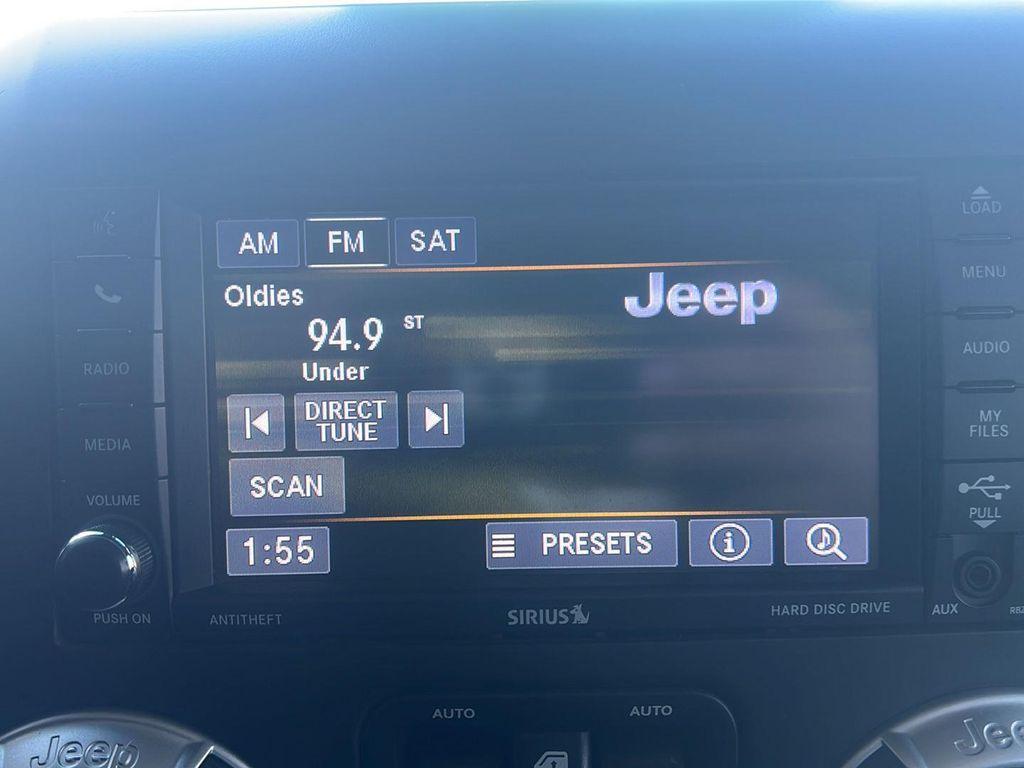 AM
FM
SAT
Oldies
94.9 ST
Under
Jeep
DIRECT
TUNE
SCAN
1:55
PRESETS
RADIO
MEDIA
VOLUME
PUSH ON
LOAD
MENU
AUDIO
MY
FILES
PULL
AUX
ANTITHEFT
SIRIUS
HARD DISC DRIVE
AUTO
AUTO
Jeep